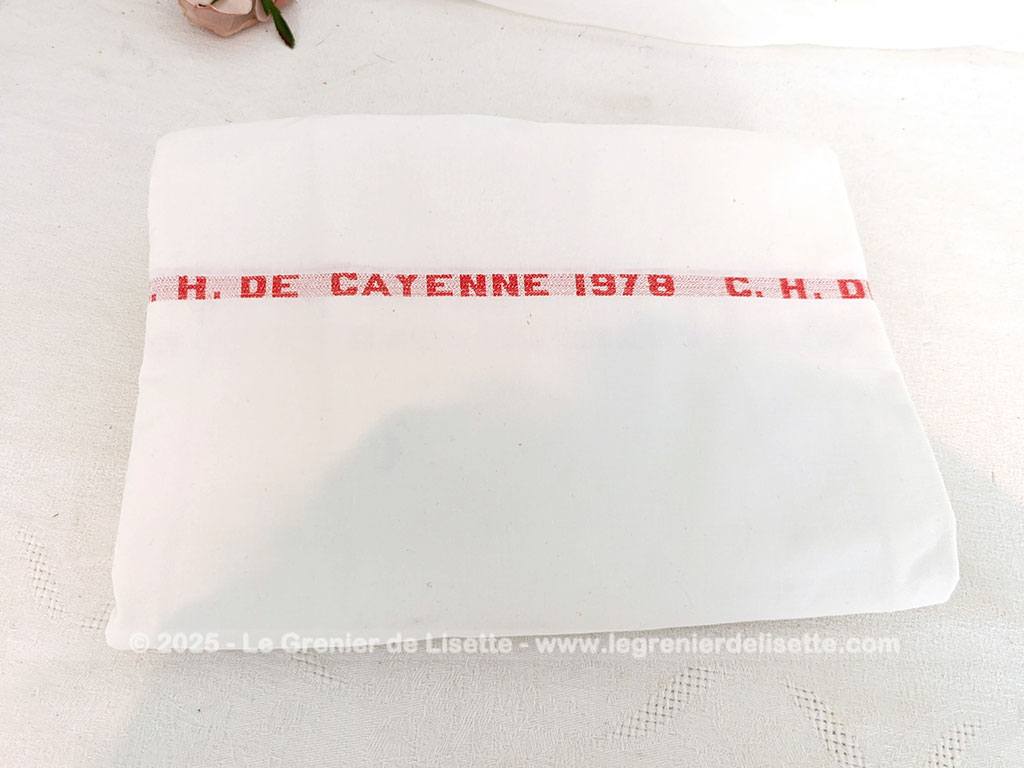 . H. DE CAYENNE 1978 C. H. D
© 2025 - Le Grenier de Lisette - www.legrenierdelisette.com